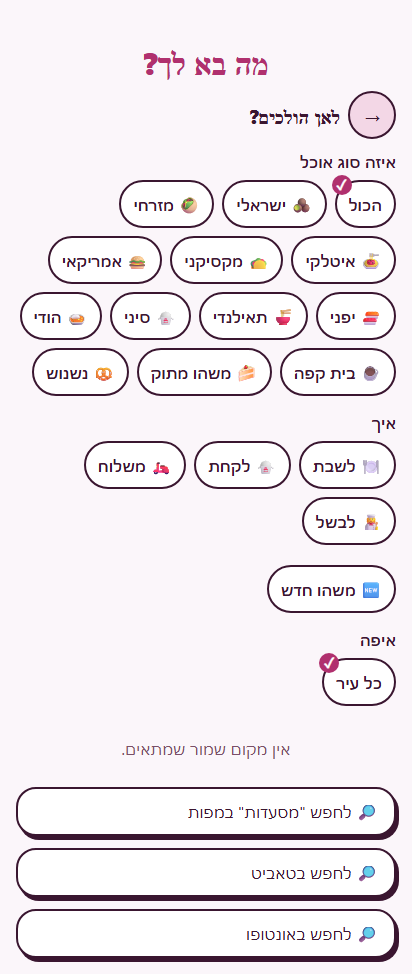 מה בא לך?
→ לאן הולכים?
איזה סוג אוכל
הכול ישראלי מזרחי
איטלקי מקסיקני אמריקאי
יפני תאילנדי סיני הודי
בית קפה משהו מתוק נשנוש
איך
לשבת לקחת משלוח
לבשל
NEW משהו חדש
איפה
כל עיר
אין מקום שמור שמתאים.
לחפש "מסעדות" במפות
לחפש בטאביט
לחפש באונטופו